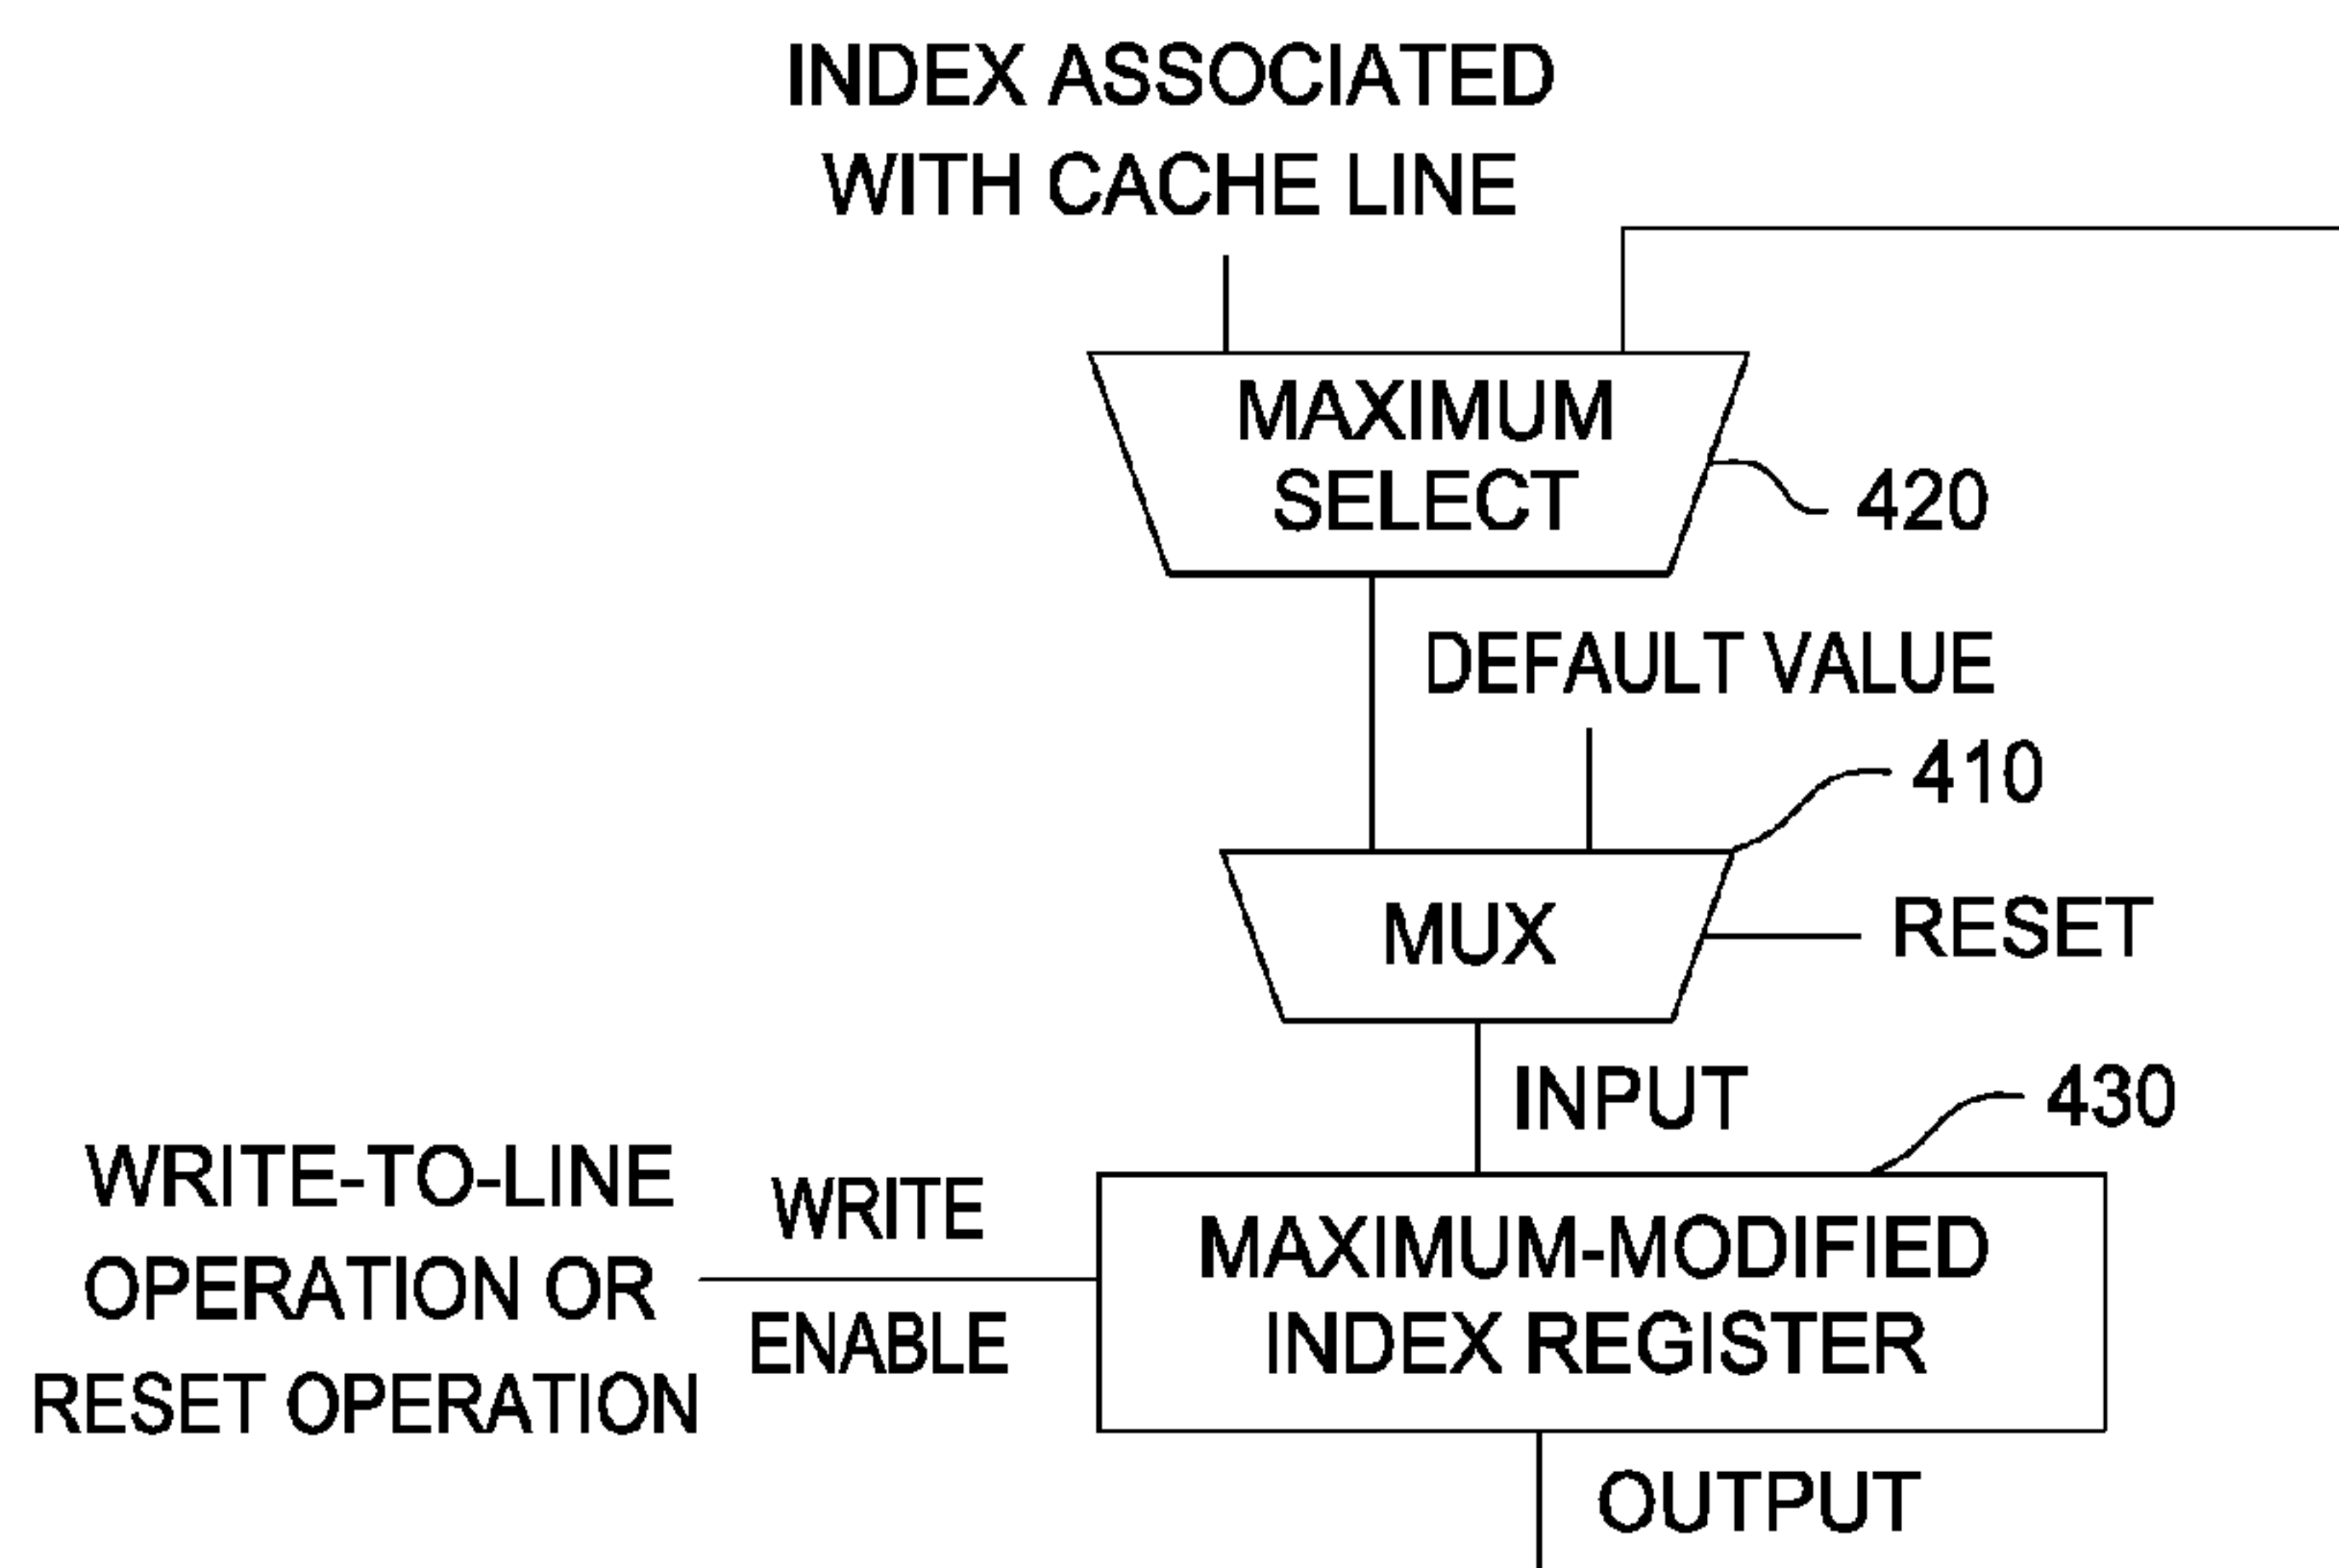 INDEX ASSOCIATED
WITH CACHE LINE
MAXIMUM
SELECT
420
DEFAULT VALUE
410
MUX
RESET
INPUT
430
WRITE-TO-LINE
OPERATION OR
RESET OPERATION
WRITE
ENABLE
MAXIMUM-MODIFIED
INDEX REGISTER
OUTPUT